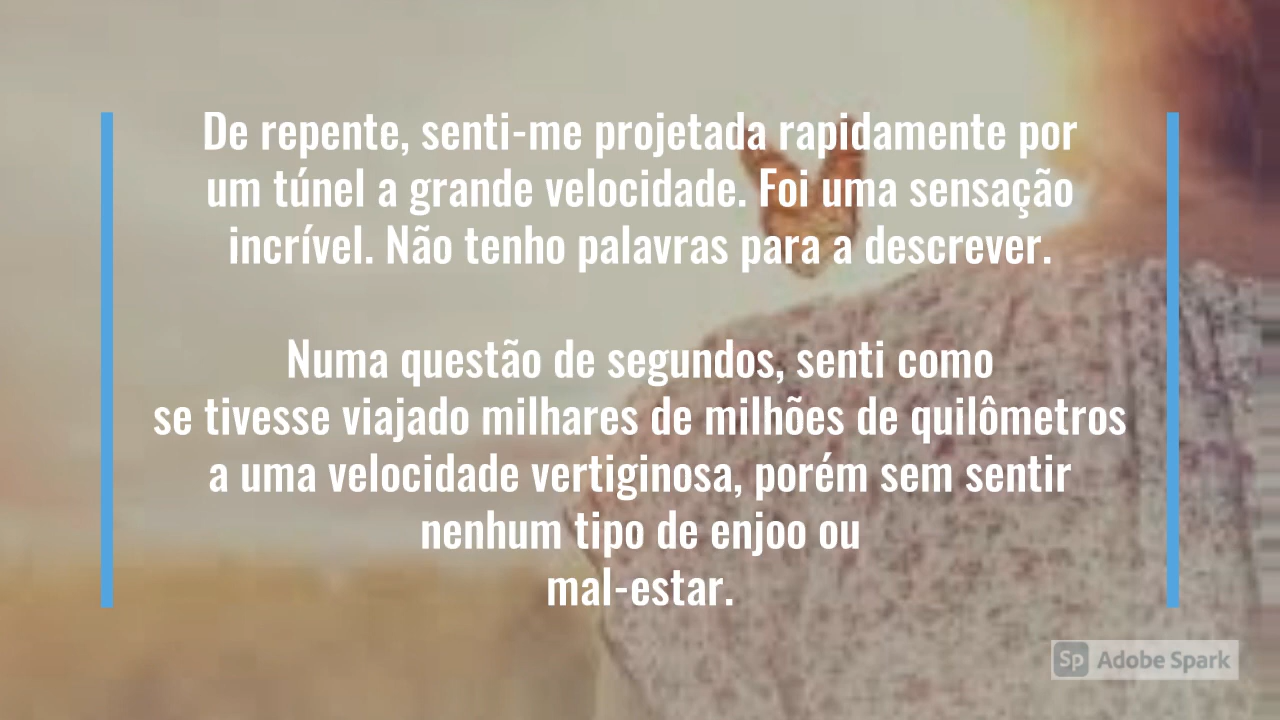 De repente, senti-me projetada rapidamente por
um túnel a grande velocidade. Foi uma sensação
incrível. Não tenho palavras para a descrever.
Numa questão de segundos, senti como
se tivesse viajado milhares de milhões de quilômetros
a uma velocidade vertiginosa, porém sem sentir
nenhum tipo de enjoo ou
mal-estar.
Sp Adobe Spark